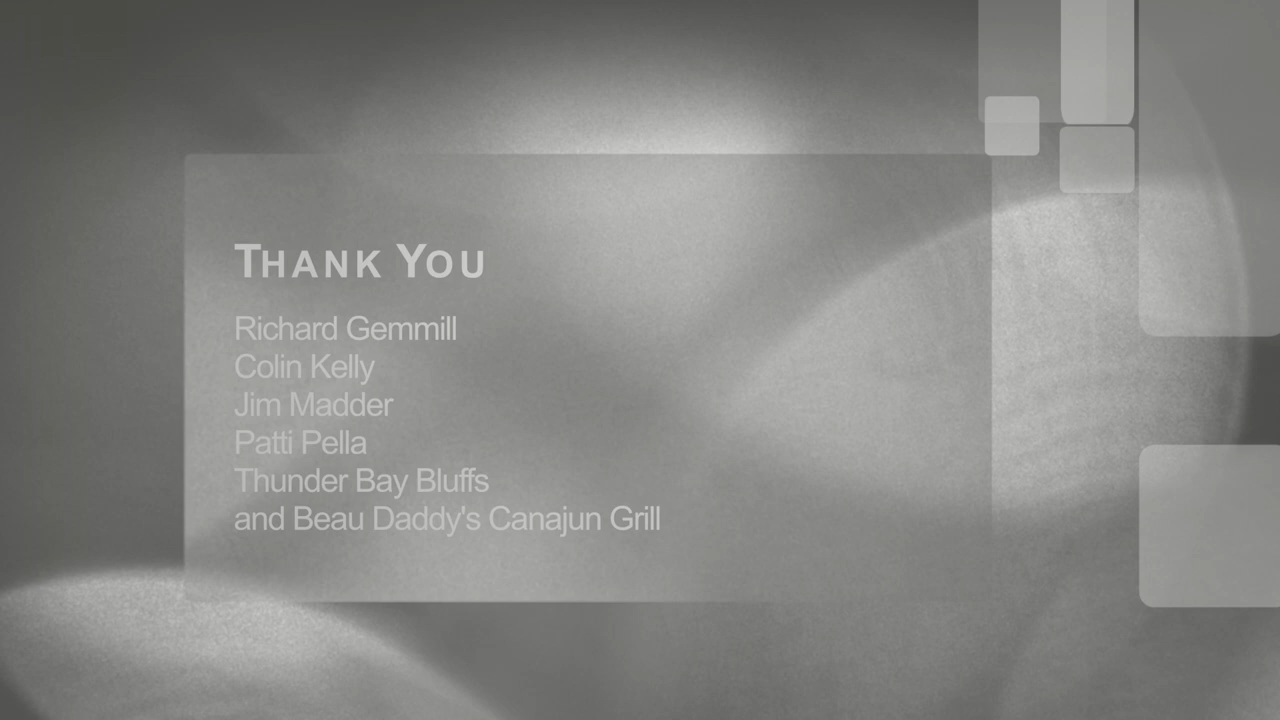 THANK YOU
Richard Gemmill
Colin Kelly
Jim Madder
Patti Pella
Thunder Bay Bluffs
and Beau Daddy's Canajun Grill